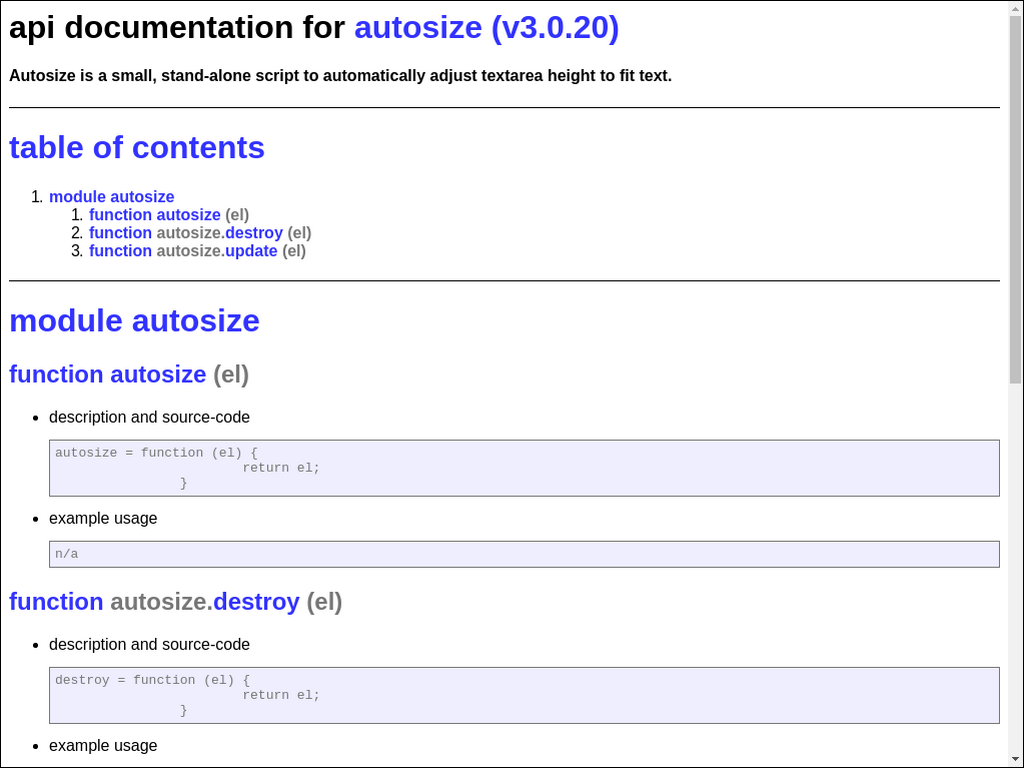 api documentation for autosize (v3.0.20)
Autosize is a small, stand-alone script to automatically adjust textarea height to fit text.
table of contents
1. module autosize
1. function autosize (el)
2. function autosize.destroy (el)
3. function autosize.update (el)
module autosize
function autosize (el)
• description and source-code
autosize = function (el) {
return el;
}
• example usage
n/a
function autosize.destroy (el)
• description and source-code
destroy = function (el) {
return el;
}
• example usage